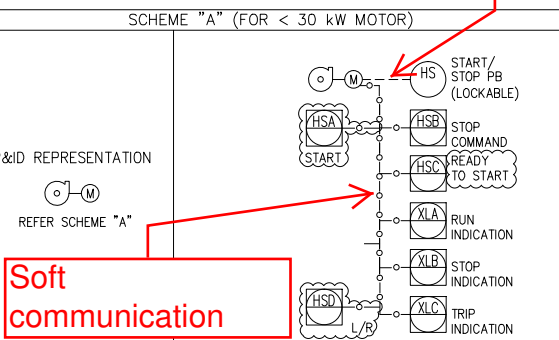 SCHEME "A" (FOR < 30 kW MOTOR)
M
HS
START/
STOP PB
(LOCKABLE)
HSA
START
HSB
STOP
COMMAND
HSC
READY
TO START
&ID REPRESENTATION
M
REFER SCHEME "A"
XLA
RUN
INDICATION
XLB
STOP
INDICATION
Soft
communication
HSD
L/R
XLC
TRIP
INDICATION